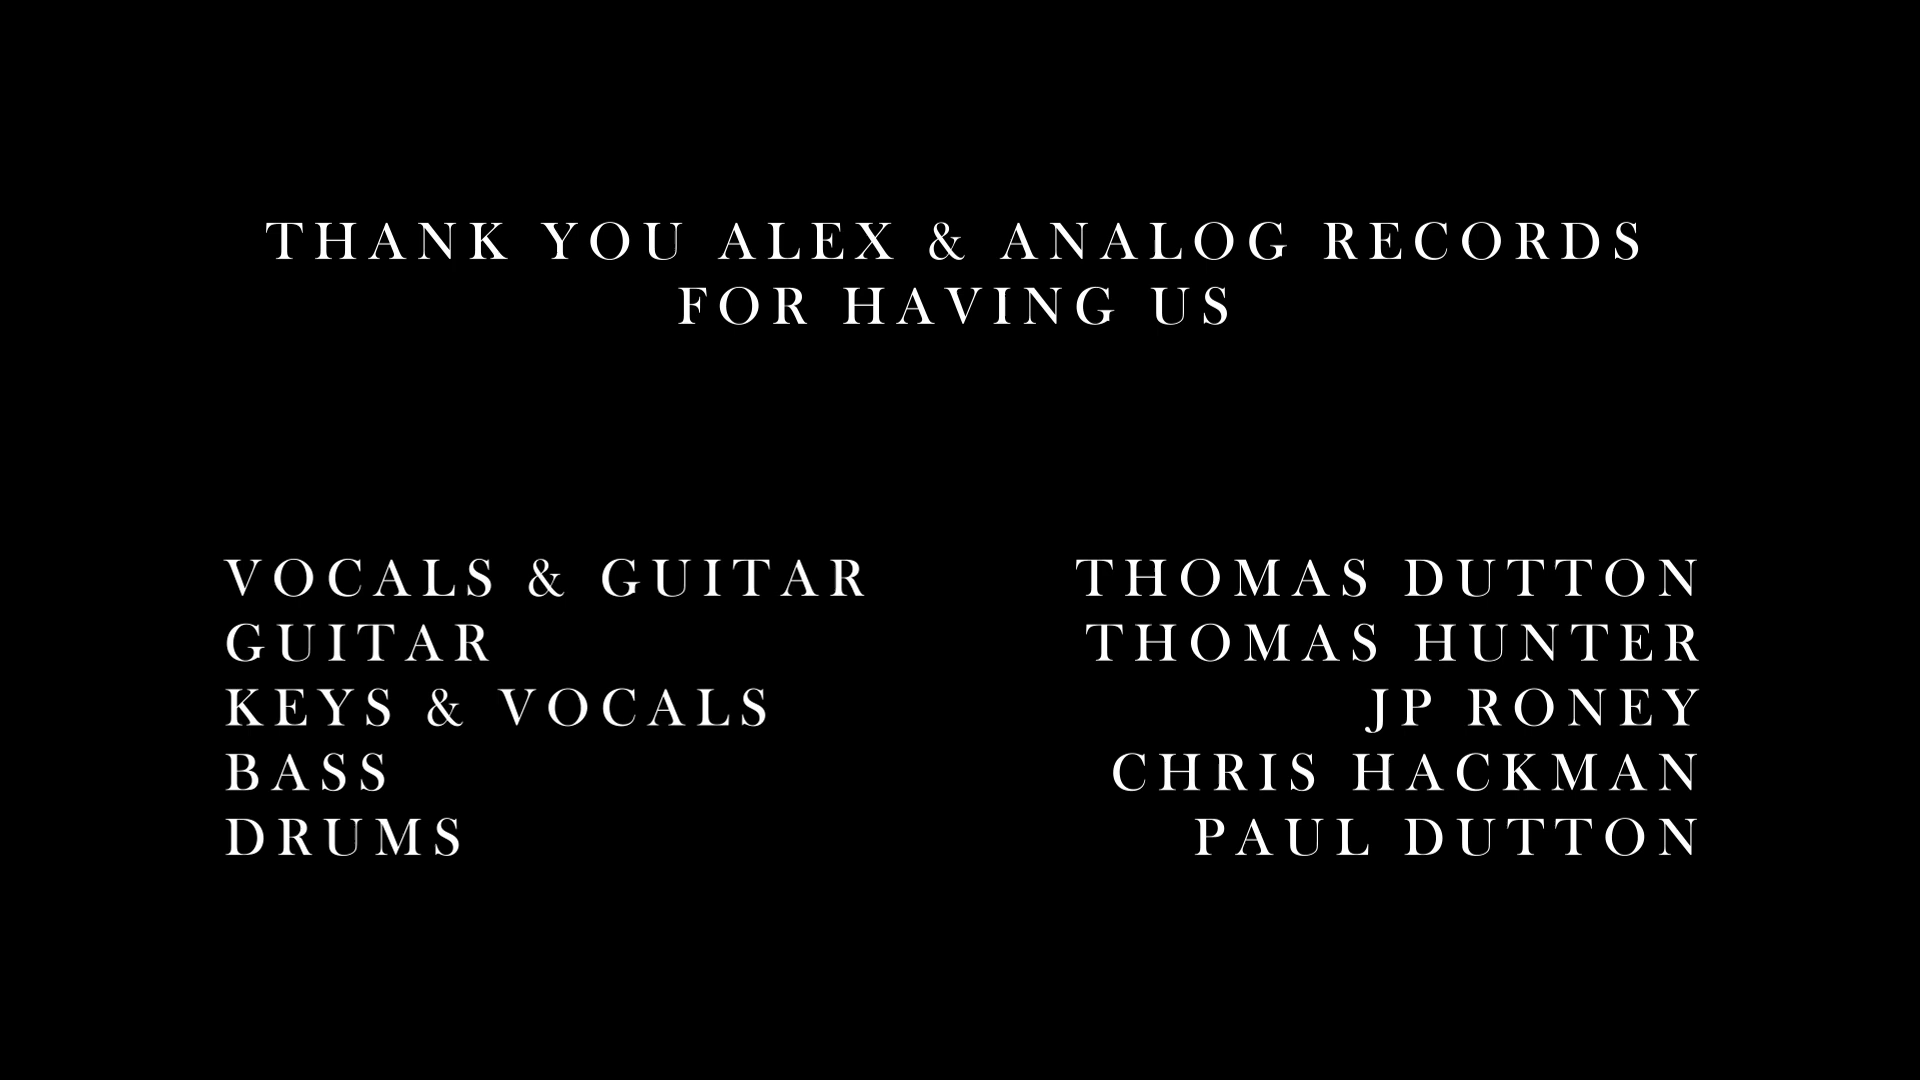 THANK YOU ALEX & ANALOG RECORDS
FOR HAVING US
VOCALS & GUITAR THOMAS DUTTON
GUITAR THOMAS HUNTER
KEYS & VOCALS JP RONEY
BASS CHRIS HACKMAN
DRUMS PAUL DUTTON